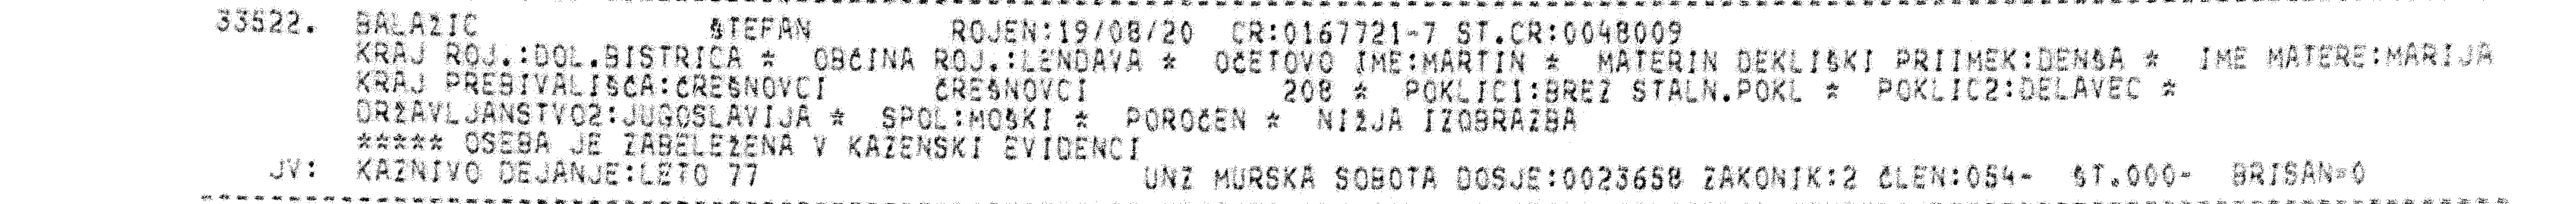 33522. BALAŽIC ŠTEFAN ROJEN:19/08/20 CR:0167721-7 ŠT.CR:0048009
KRAJ ROJ.:DOL.BISTRICA * OBČINA ROJ.:LENDAVA * OČETOVO IME:MARTIN * MATERIN DEKLIŠKI PRIIMEK:DENŠA * IME MATERE:MARIJA
KRAJ PREBIVALIŠČA:ČREŠNOVCI ČREŠNOVCI 208 * POKLIC1:BREZ STALN.POKL * POKLIC2:DELAVEC *
DRŽAVLJANSTVO2:JUGOSLAVIJA * SPOL:MOŠKI * POROČEN * NIŽJA IZOBRAZBA
***** OSEBA JE ZABELEŽENA V KAZENSKI EVIDENCI
JV: KAZNIVO DEJANJE:LETO 77 UNZ MURSKA SOBOTA DOSJE:0023658 ZAKONIK:2 ČLEN:054- ŠT.000- BRISAN=0